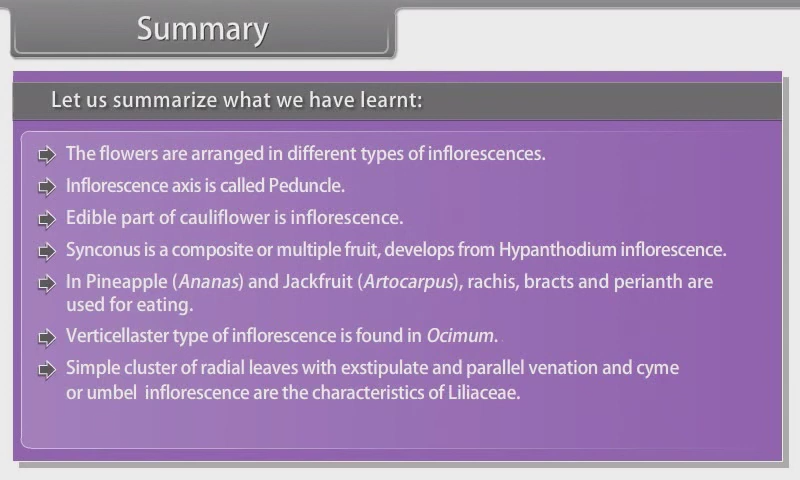 Summary
Let us summarize what we have learnt:
The flowers are arranged in different types of inflorescences.
Inflorescence axis is called Peduncle.
Edible part of cauliflower is inflorescence.
Synconus is a composite or multiple fruit, develops from Hypanthodium inflorescence.
In Pineapple (Ananas) and Jackfruit (Artocarpus), rachis, bracts and perianth are
used for eating.
Verticellaster type of inflorescence is found in Ocimum.
Simple cluster of radial leaves with exstipulate and parallel venation and cyme
or umbel inflorescence are the characteristics of Liliaceae.